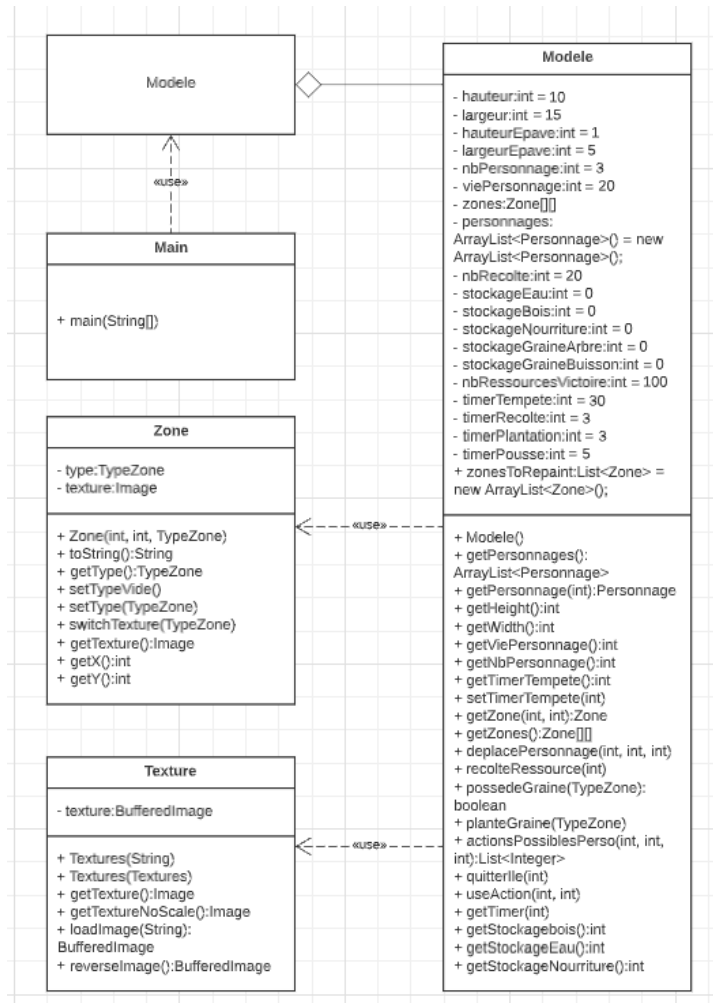 Modele
«use»
Main
+ main(String[])
Zone
- type:TypeZone
- texture:Image
+ Zone(int, int, TypeZone)
+ toString():String
+ getType():TypeZone
+ setTypeVide()
+ setType(TypeZone)
+ switchTexture(TypeZone)
+ getTexture():Image
+ getX():int
+ getY():int
Texture
- texture:BufferedImage
+ Textures(String)
+ Textures(Textures)
+ getTexture():Image
+ getTextureNoScale():Image
+ loadImage(String):
BufferedImage
+ reverseImage():BufferedImage
«use»
«use»
Modele
- hauteur:int = 10
- largeur:int = 15
- hauteurEpave:int = 1
- largeurEpave:int = 5
- nbPersonnage:int = 3
- viePersonnage:int = 20
- zones:Zone[][]
- personnages:
ArrayList<Personnage>() = new
ArrayList<Personnage>();
- nbRecolte:int = 20
- stockageEau:int = 0
- stockageBois:int = 0
- stockageNourriture:int = 0
- stockageGraineArbre:int = 0
- stockageGraineBuisson:int = 0
- nbRessourcesVictoire:int = 100
- timerTempete:int = 30
- timerRecolte:int = 3
- timerPlantation:int = 3
- timerPousse:int = 5
+ zonesToRepaint:List<Zone> =
new ArrayList<Zone>();
+ Modele()
+ getPersonnages():
ArrayList<Personnage>
+ getPersonnage(int):Personnage
+ getHeight():int
+ getWidth():int
+ getViePersonnage():int
+ getNbPersonnage():int
+ getTimerTempete():int
+ setTimerTempete(int)
+ getZone(int, int):Zone
+ getZones():Zone[][]
+ deplacePersonnage(int, int, int)
+ recolteRessource(int)
+ possedeGraine(TypeZone):
boolean
+ planteGraine(TypeZone)
+ actionsPossiblesPerso(int, int,
int):List<Integer>
+ quitterIle(int)
+ useAction(int, int)
+ getTimer(int)
+ getStockagebois():int
+ getStockageEau():int
+ getStockageNourriture():int